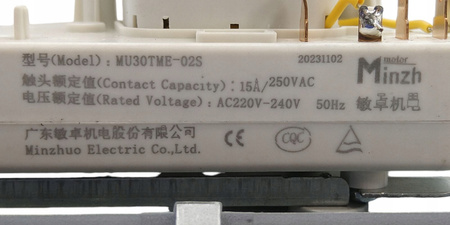 型号(Model): MU30TME-02S 20231102
触头额定值(Contact Capacity): 15A/250VAC
电压额定值(Rated Voltage): AC220V-240V 50Hz
motor
Minzh
敏卓机电
广东敏卓机电股份有限公司
Minzhuo Electric Co.,Ltd.
CE
CQC